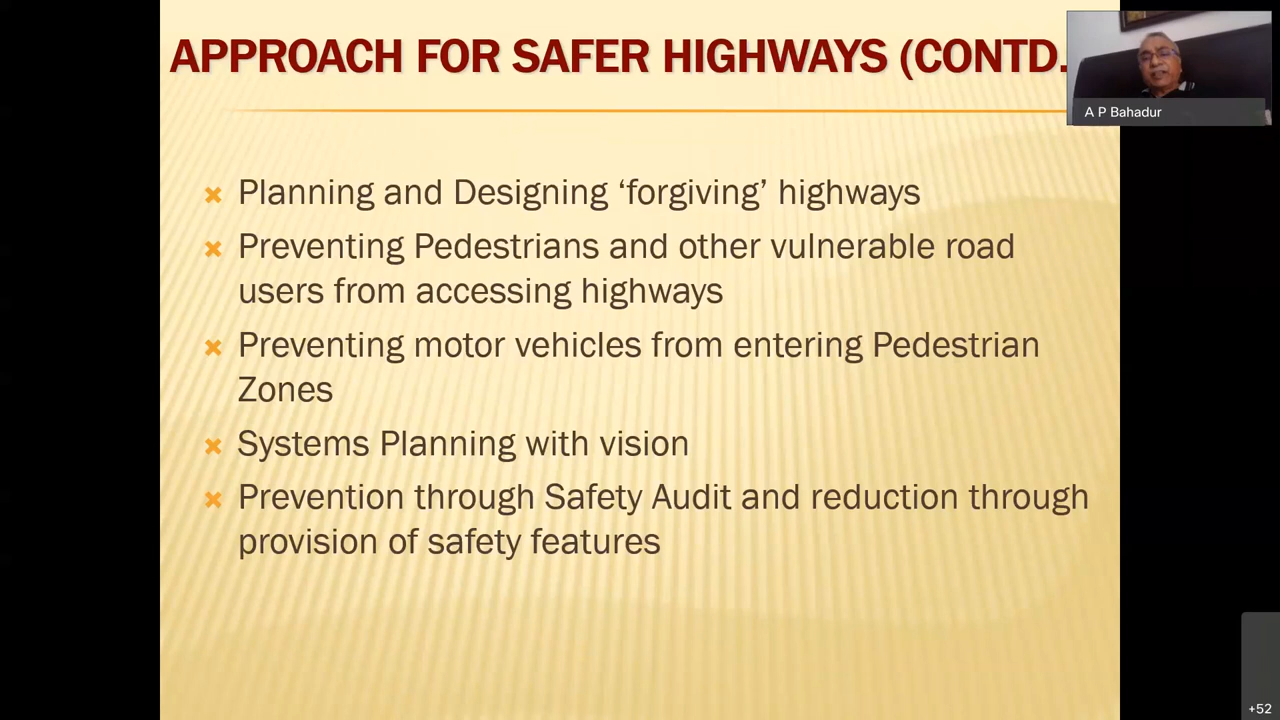 APPROACH FOR SAFER HIGHWAYS (CONTD.
A P Bahadur
Planning and Designing ‘forgiving’ highways
Preventing Pedestrians and other vulnerable road
users from accessing highways
Preventing motor vehicles from entering Pedestrian
Zones
Systems Planning with vision
Prevention through Safety Audit and reduction through
provision of safety features
+52